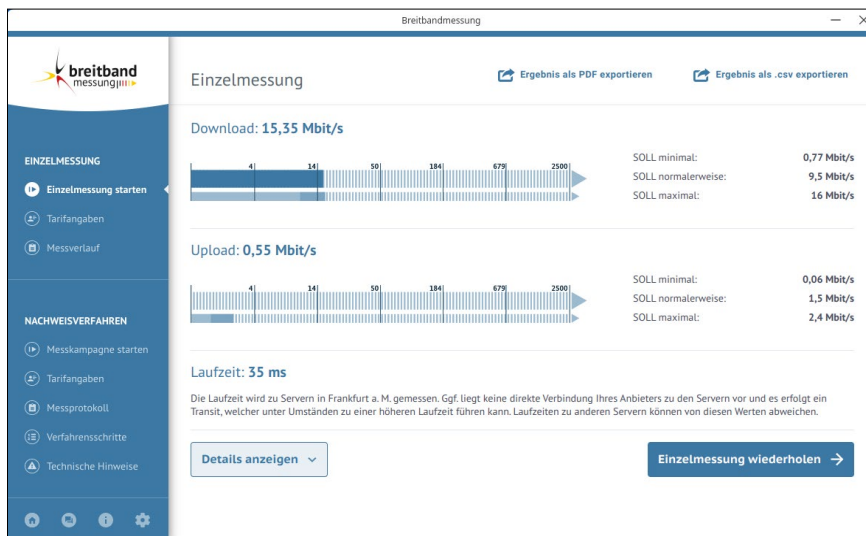 Breitbandmessung
breitband
messung
Einzelmessung
Ergebnis als PDF exportieren
Ergebnis als .csv exportieren
EINZELMESSUNG
Einzelmessung starten
Tarifangaben
Messverlauf
NACHWEISVERFAHREN
Messkampagne starten
Tarifangaben
Messprotokoll
Verfahrensschritte
Technische Hinweise
Download: 15,35 Mbit/s
4 14 50 184 679 2500
SOLL minimal: 0,77 Mbit/s
SOLL normalerweise: 9,5 Mbit/s
SOLL maximal: 16 Mbit/s
Upload: 0,55 Mbit/s
4 14 50 184 679 2500
SOLL minimal: 0,06 Mbit/s
SOLL normalerweise: 1,5 Mbit/s
SOLL maximal: 2,4 Mbit/s
Laufzeit: 35 ms
Die Laufzeit wird zu Servern in Frankfurt a. M. gemessen. Ggf. liegt keine direkte Verbindung Ihres Anbieters zu den Servern vor und es erfolgt ein
Transit, welcher unter Umständen zu einer höheren Laufzeit führen kann. Laufzeiten zu anderen Servern können von diesen Werten abweichen.
Details anzeigen
Einzelmessung wiederholen